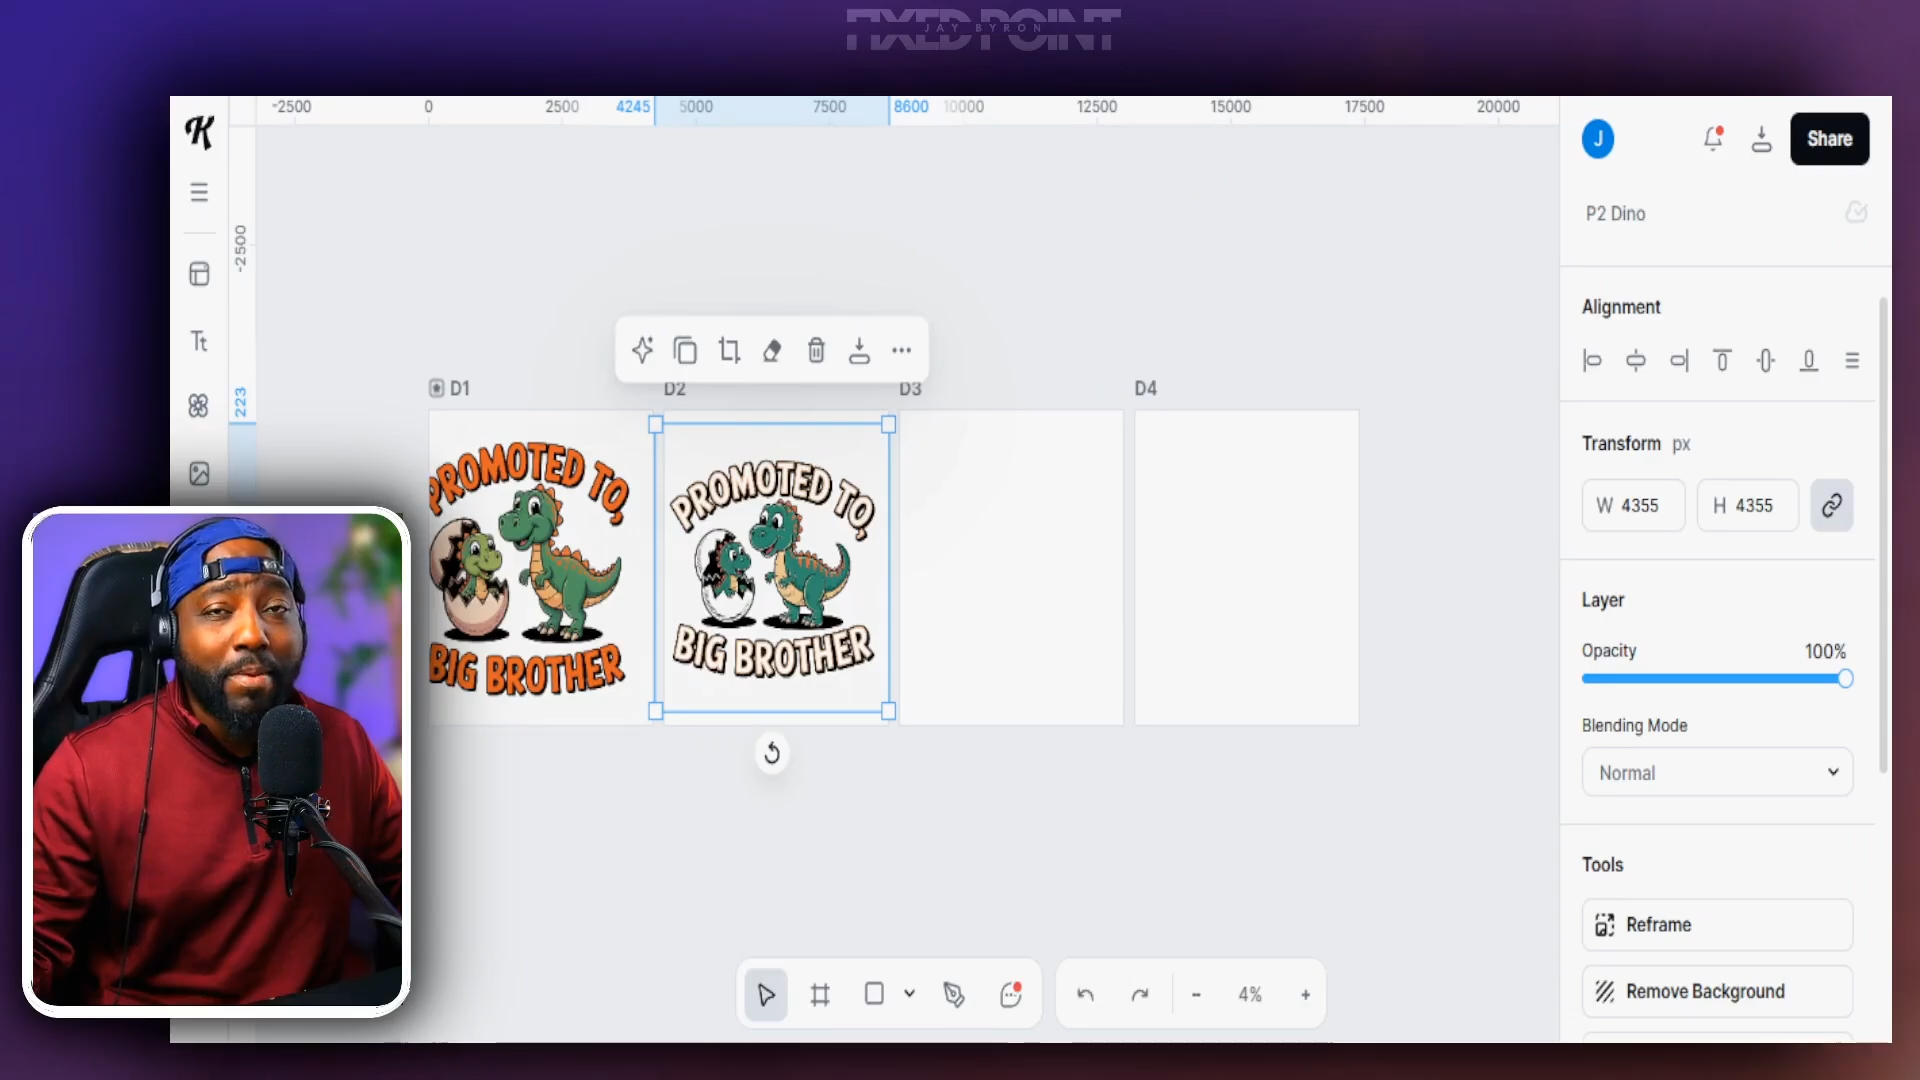 FIXED POINT
JAY BYRON
K
-2500
0
2500
4245
5000
7500
8600
10000
12500
15000
17500
20000
J
Share
P2 Dino
-2500
223
Tt
D1
D2
D3
D4
PROMOTED TO,
BIG BROTHER
PROMOTED TO,
BIG BROTHER
Alignment
Transform px
W 4355
H 4355
Layer
Opacity
100%
Blending Mode
Normal
Tools
Reframe
Remove Background
4%